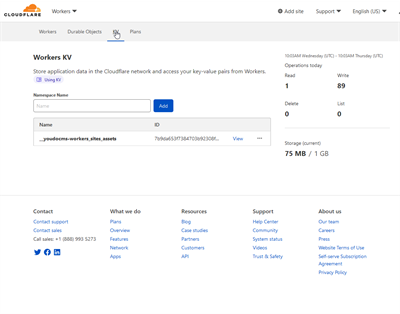 CLOUDFLARE
Workers
Add site
Support
English (US)
Workers
Durable Objects
KV
Plans
Workers KV
Store application data in the Cloudflare network and access your key-value pairs from Workers.
Using KV
Namespace Name
Name
Add
Name
ID
__youdocms-workers_sites_assets
View
10:00AM Wednesday (UTC) - 10:00AM Thursday (UTC)
Operations today
Read
Write
1
89
Delete
List
0
0
Storage (current)
75 MB / 1 GB
Contact
Contact support
Contact sales
Call sales: +1 (888) 993 5273
What we do
Plans
Overview
Features
Network
Apps
Resources
Blog
Case studies
Partners
Customers
API
Support
Help Center
Community
System status
Videos
Trust & Safety
About us
Our team
Careers
Press
Website Terms of Use
Self-serve Subscription
Agreement
Privacy Policy